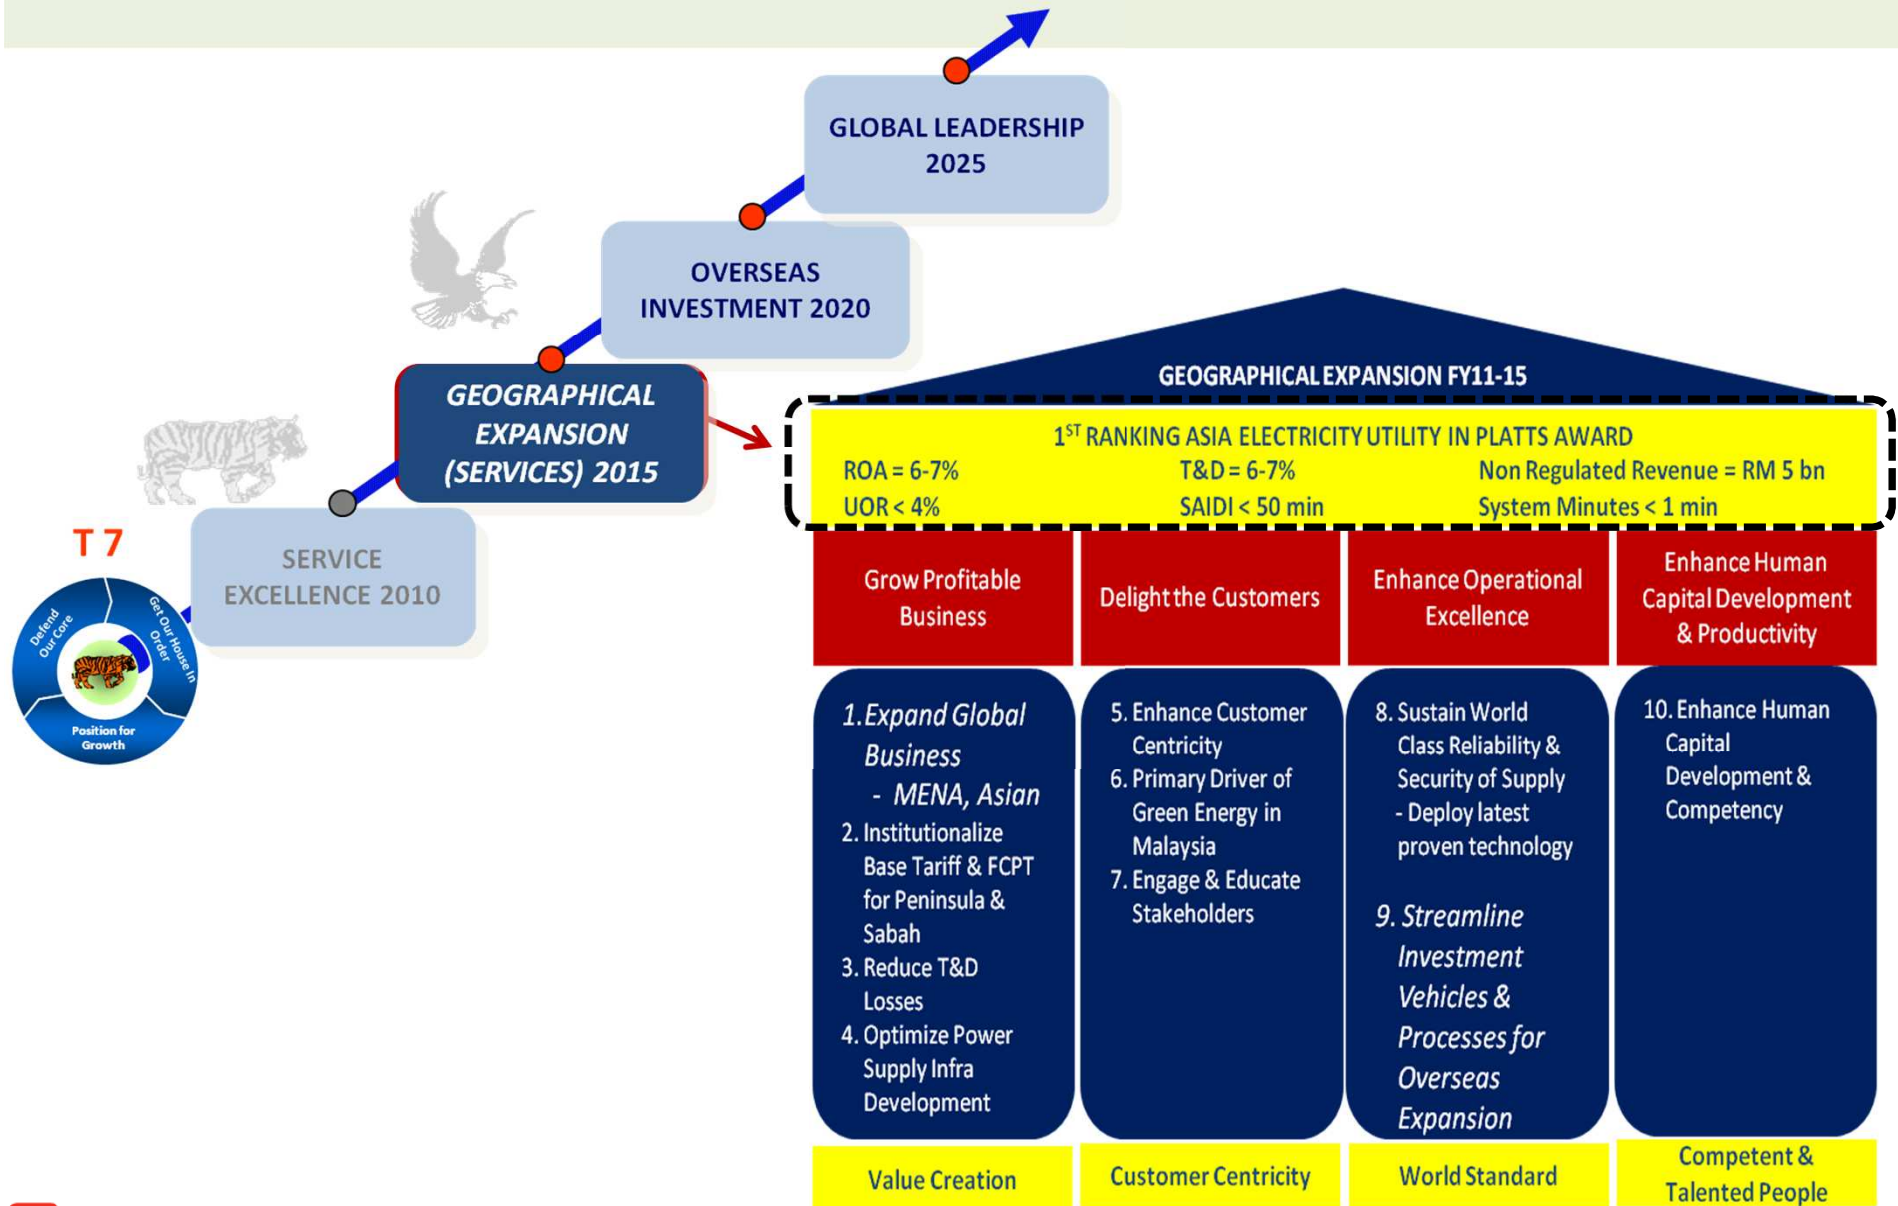 GLOBAL LEADERSHIP
2025
OVERSEAS
INVESTMENT 2020
GEOGRAPHICAL
EXPANSION
(SERVICES) 2015
SERVICE
EXCELLENCE 2010
T 7
Defend
Our Core
Get Our House In
Order
Position for
Growth
GEOGRAPHICAL EXPANSION FY11-15
1ST RANKING ASIA ELECTRICITY UTILITY IN PLATTS AWARD
ROA = 6-7% T&D = 6-7% Non Regulated Revenue = RM 5 bn
UOR < 4% SAIDI < 50 min System Minutes < 1 min
Grow Profitable
Business
Delight the Customers
Enhance Operational
Excellence
Enhance Human
Capital Development
& Productivity
1. Expand Global
Business
- MENA, Asian
2. Institutionalize
Base Tariff & FCPT
for Peninsula &
Sabah
3. Reduce T&D
Losses
4. Optimize Power
Supply Infra
Development
5. Enhance Customer
Centricity
6. Primary Driver of
Green Energy in
Malaysia
7. Engage & Educate
Stakeholders
8. Sustain World
Class Reliability &
Security of Supply
- Deploy latest
proven technology
9. Streamline
Investment
Vehicles &
Processes for
Overseas
Expansion
10. Enhance Human
Capital
Development &
Competency
Value Creation
Customer Centricity
World Standard
Competent &
Talented People